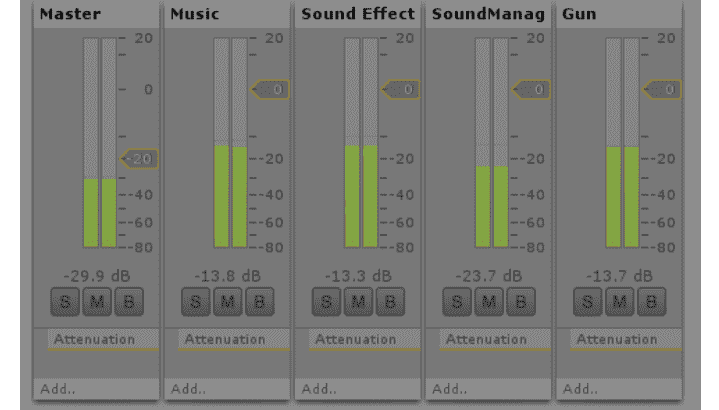 Master
20
0
-20
-20
-40
-60
-80
-29.9 dB
S M B
Attenuation
Add..
Music
20
0
-20
-40
-60
-80
-13.8 dB
S M B
Attenuation
Add..
Sound Effect
20
0
-20
-40
-60
-80
-13.3 dB
S M B
Attenuation
Add..
SoundManag
20
0
-20
-40
-60
-80
-23.7 dB
S M B
Attenuation
Add..
Gun
20
0
-20
-40
-60
-80
-13.7 dB
S M B
Attenuation
Add..